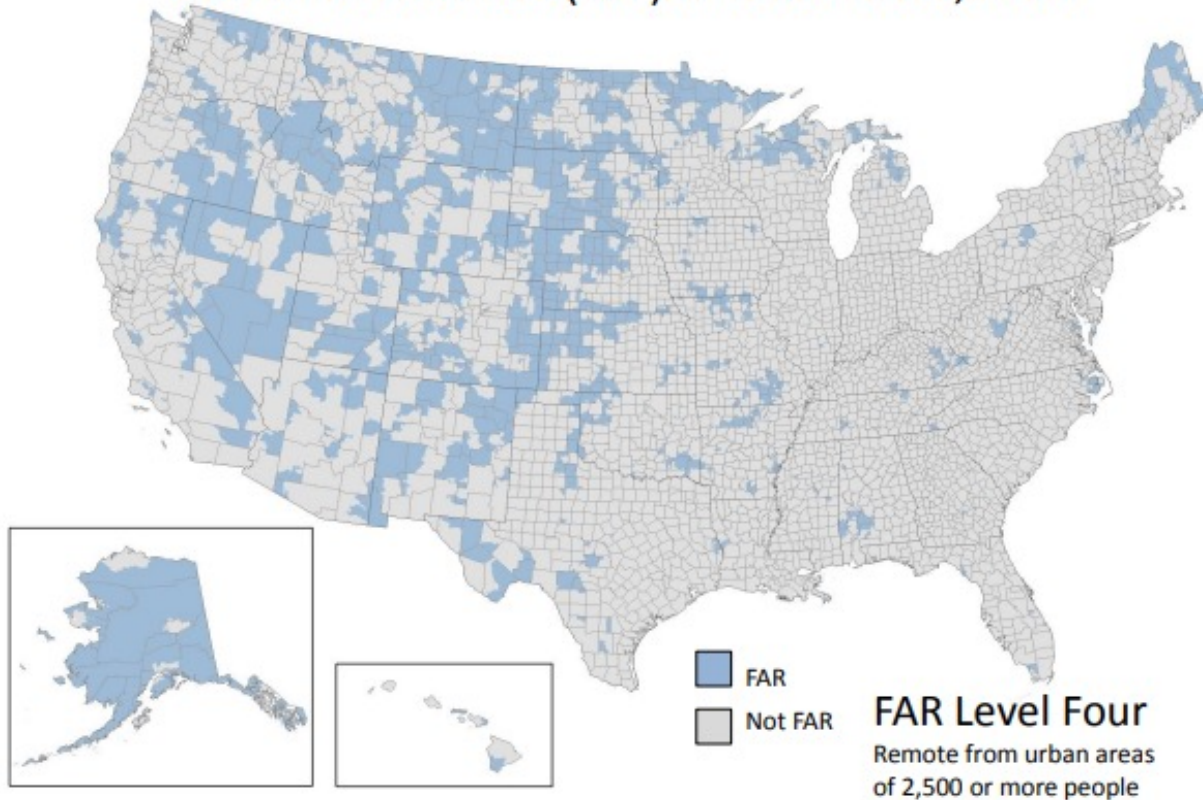 FAR
Not FAR
FAR Level Four
Remote from urban areas
of 2,500 or more people